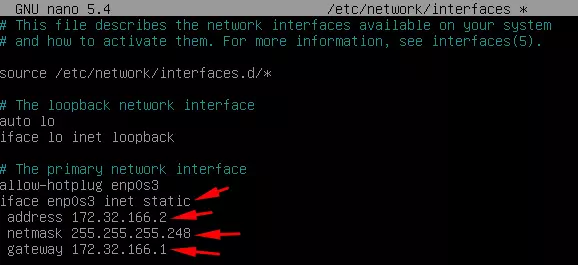 GNU nano 5.4 /etc/network/interfaces *
# This file describes the network interfaces available on your system
# and how to activate them. For more information, see interfaces(5).
source /etc/network/interfaces.d/*
# The loopback network interface
auto lo
iface lo inet loopback
# The primary network interface
allow-hotplug enp0s3
iface enp0s3 inet static
address 172.32.166.2
netmask 255.255.255.248
gateway 172.32.166.1